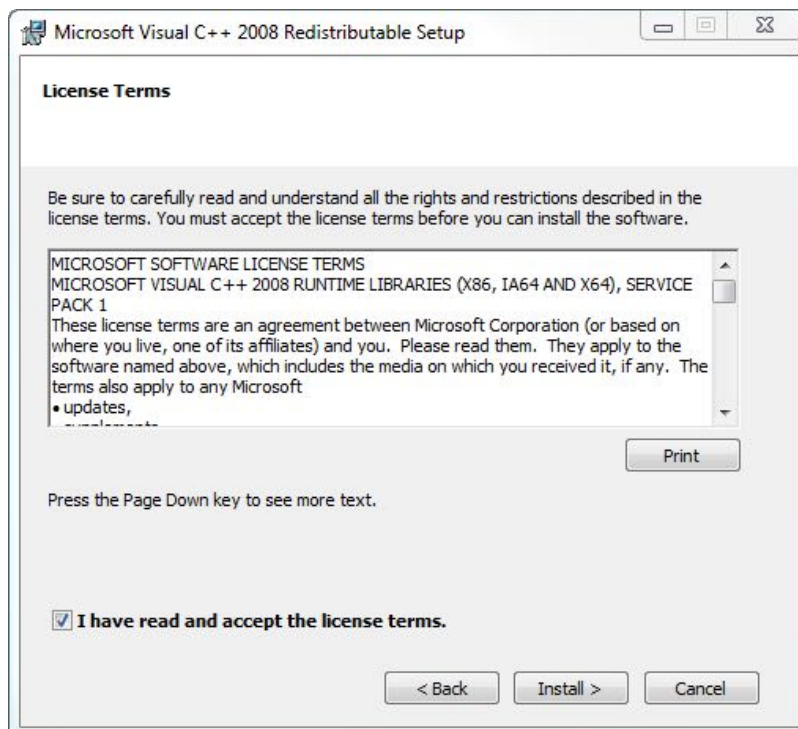 Microsoft Visual C++ 2008 Redistributable Setup
License Terms
Be sure to carefully read and understand all the rights and restrictions described in the
license terms. You must accept the license terms before you can install the software.
MICROSOFT SOFTWARE LICENSE TERMS
MICROSOFT VISUAL C++ 2008 RUNTIME LIBRARIES (X86, IA64 AND X64), SERVICE
PACK 1
These license terms are an agreement between Microsoft Corporation (or based on
where you live, one of its affiliates) and you.  Please read them.  They apply to the
software named above, which includes the media on which you received it, if any.  The
terms also apply to any Microsoft
• updates,
Print
Press the Page Down key to see more text.
I have read and accept the license terms.
< Back
Install >
Cancel